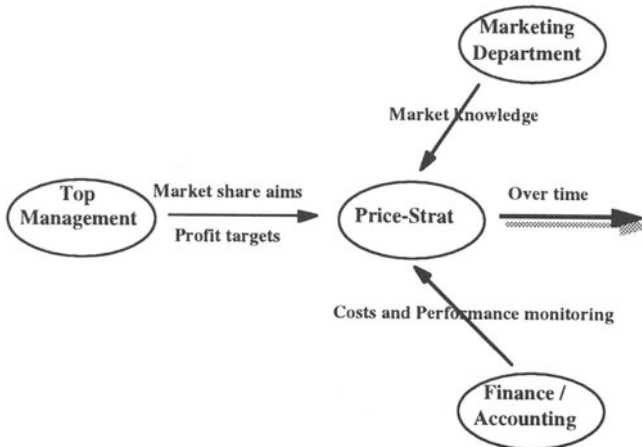 Marketing
Department
Market knowledge
Top
Management
Market share aims
Profit targets
Price-Strat
Over time
Costs and Performance monitoring
Finance /
Accounting